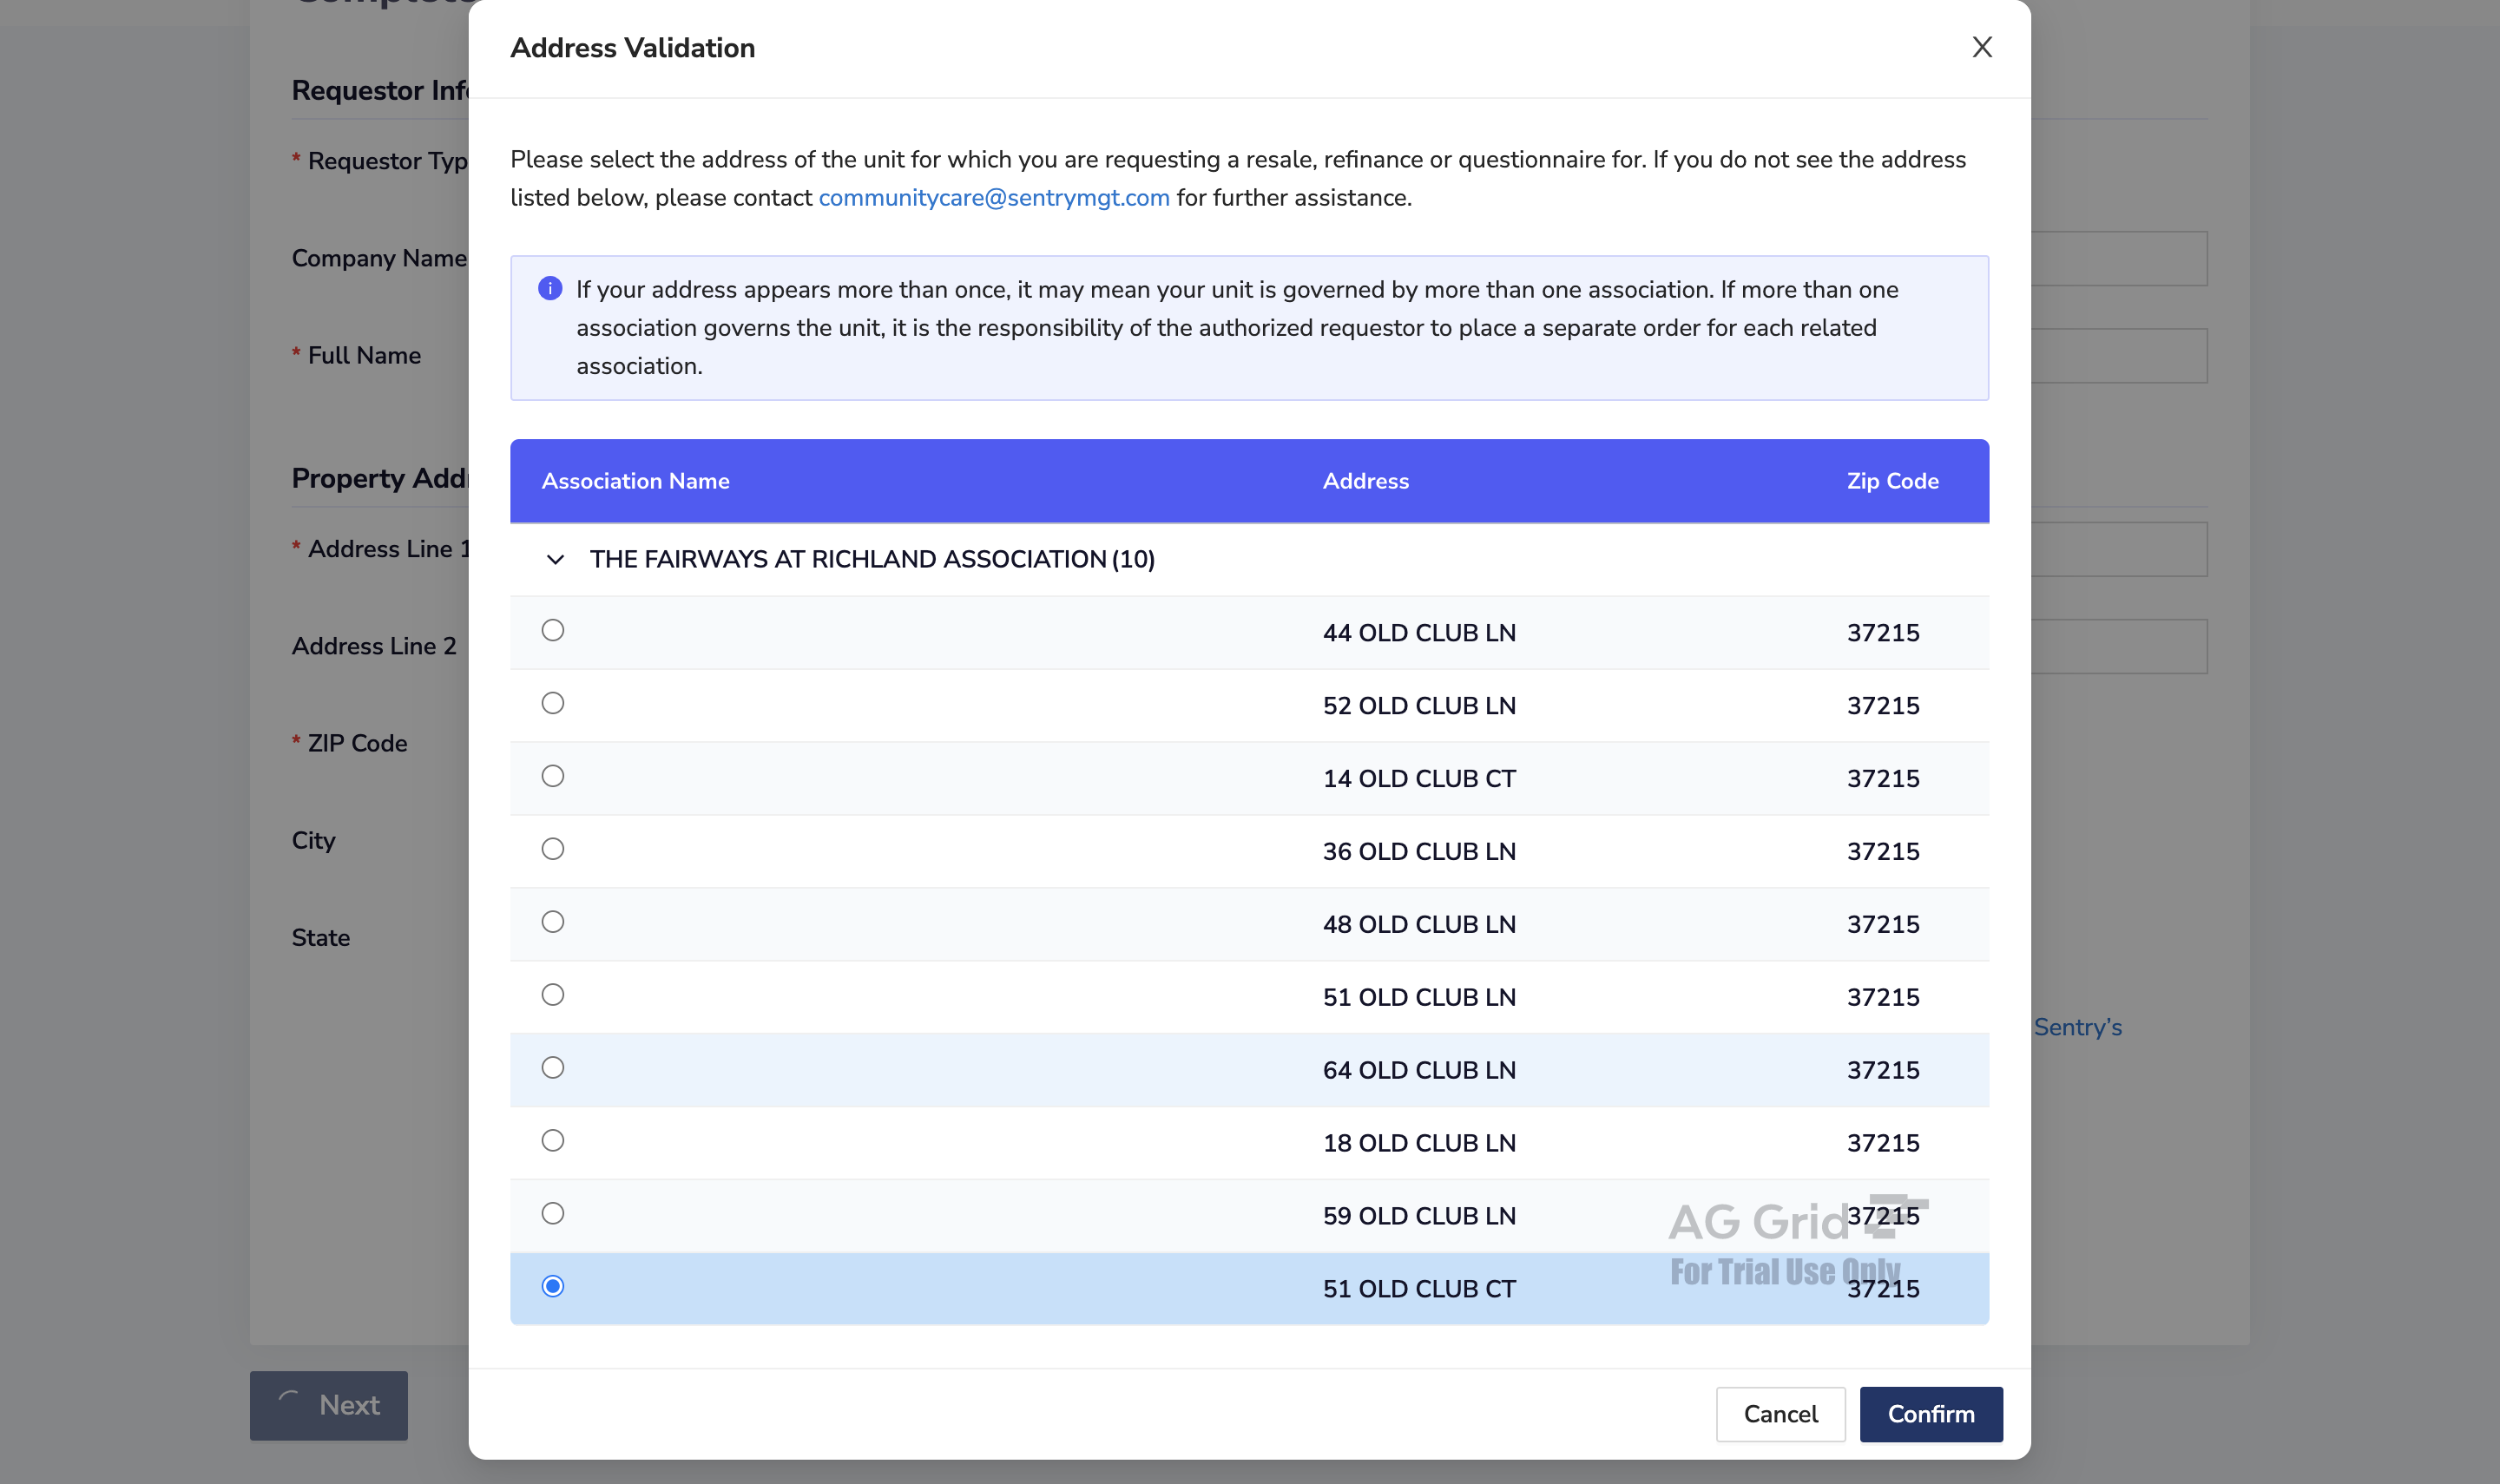 Address Validation
Requestor Info
* Requestor Typ
Company Name
* Full Name
Property Addr
* Address Line 1
Address Line 2
* ZIP Code
City
State
Please select the address of the unit for which you are requesting a resale, refinance or questionnaire for. If you do not see the address
listed below, please contact communitycare@sentrymgt.com for further assistance.
If your address appears more than once, it may mean your unit is governed by more than one association. If more than one
association governs the unit, it is the responsibility of the authorized requestor to place a separate order for each related
association.
Association Name Address Zip Code
THE FAIRWAYS AT RICHLAND ASSOCIATION (10)
44 OLD CLUB LN 37215
52 OLD CLUB LN 37215
14 OLD CLUB CT 37215
36 OLD CLUB LN 37215
48 OLD CLUB LN 37215
51 OLD CLUB LN 37215
64 OLD CLUB LN 37215
18 OLD CLUB LN 37215
59 OLD CLUB LN 37215
51 OLD CLUB CT 37215
AG Grid
For Trial Use Only
Sentry’s
Next
Cancel
Confirm